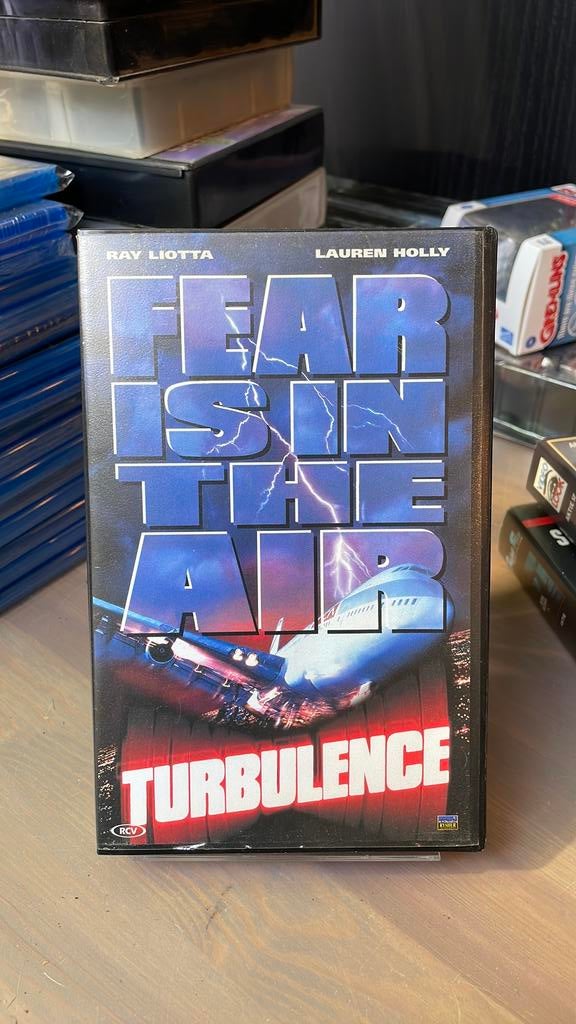 RAY LIOTTA LAUREN HOLLY
FEAR
IS IN
THE
AIR
TURBULENCE
RCV
GREMLINS